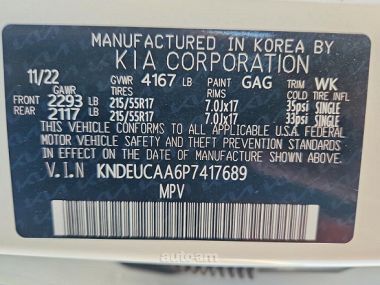 MANUFACTURED IN KOREA BY
KIA CORPORATION
11/22 GVWR 4167 LB PAINT GAG TRIM WK
GAWR COLD TIRE INFL
FRONT 2293 LB 215/55R17 7.0Jx17 35psi SINGLE
REAR 2117 LB 215/55R17 7.0Jx17 33psi SINGLE
THIS VEHICLE CONFORMS TO ALL APPLICABLE U.S.A. FEDERAL
MOTOR VEHICLE SAFETY AND THEFT PREVENTION STANDARDS
IN EFFECT ON THE DATE OF MANUFACTURE SHOWN ABOVE.
V.I.N KNDEUCAA6P7417689
MPV
autoam